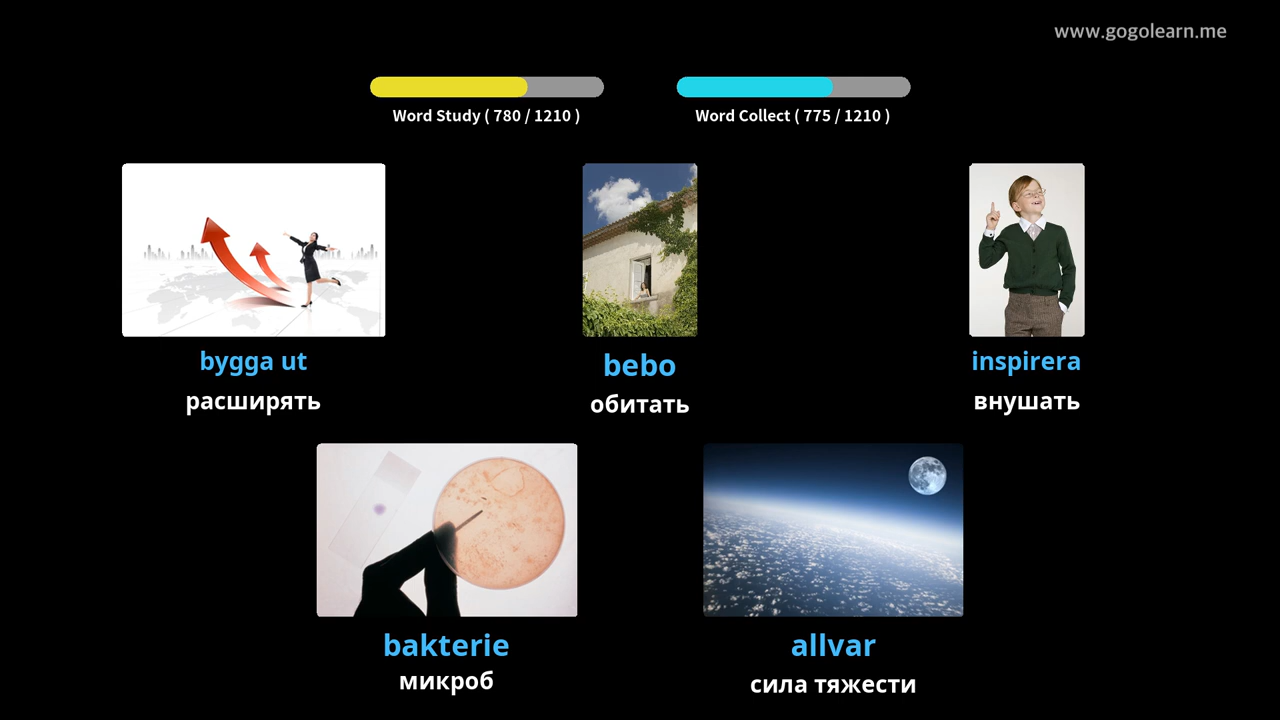 www.gogolearn.me
Word Study ( 780 / 1210 )
Word Collect ( 775 / 1210 )
bygga ut
расширять
bebo
обитать
inspirera
внушать
bakterie
микроб
allvar
сила тяжести